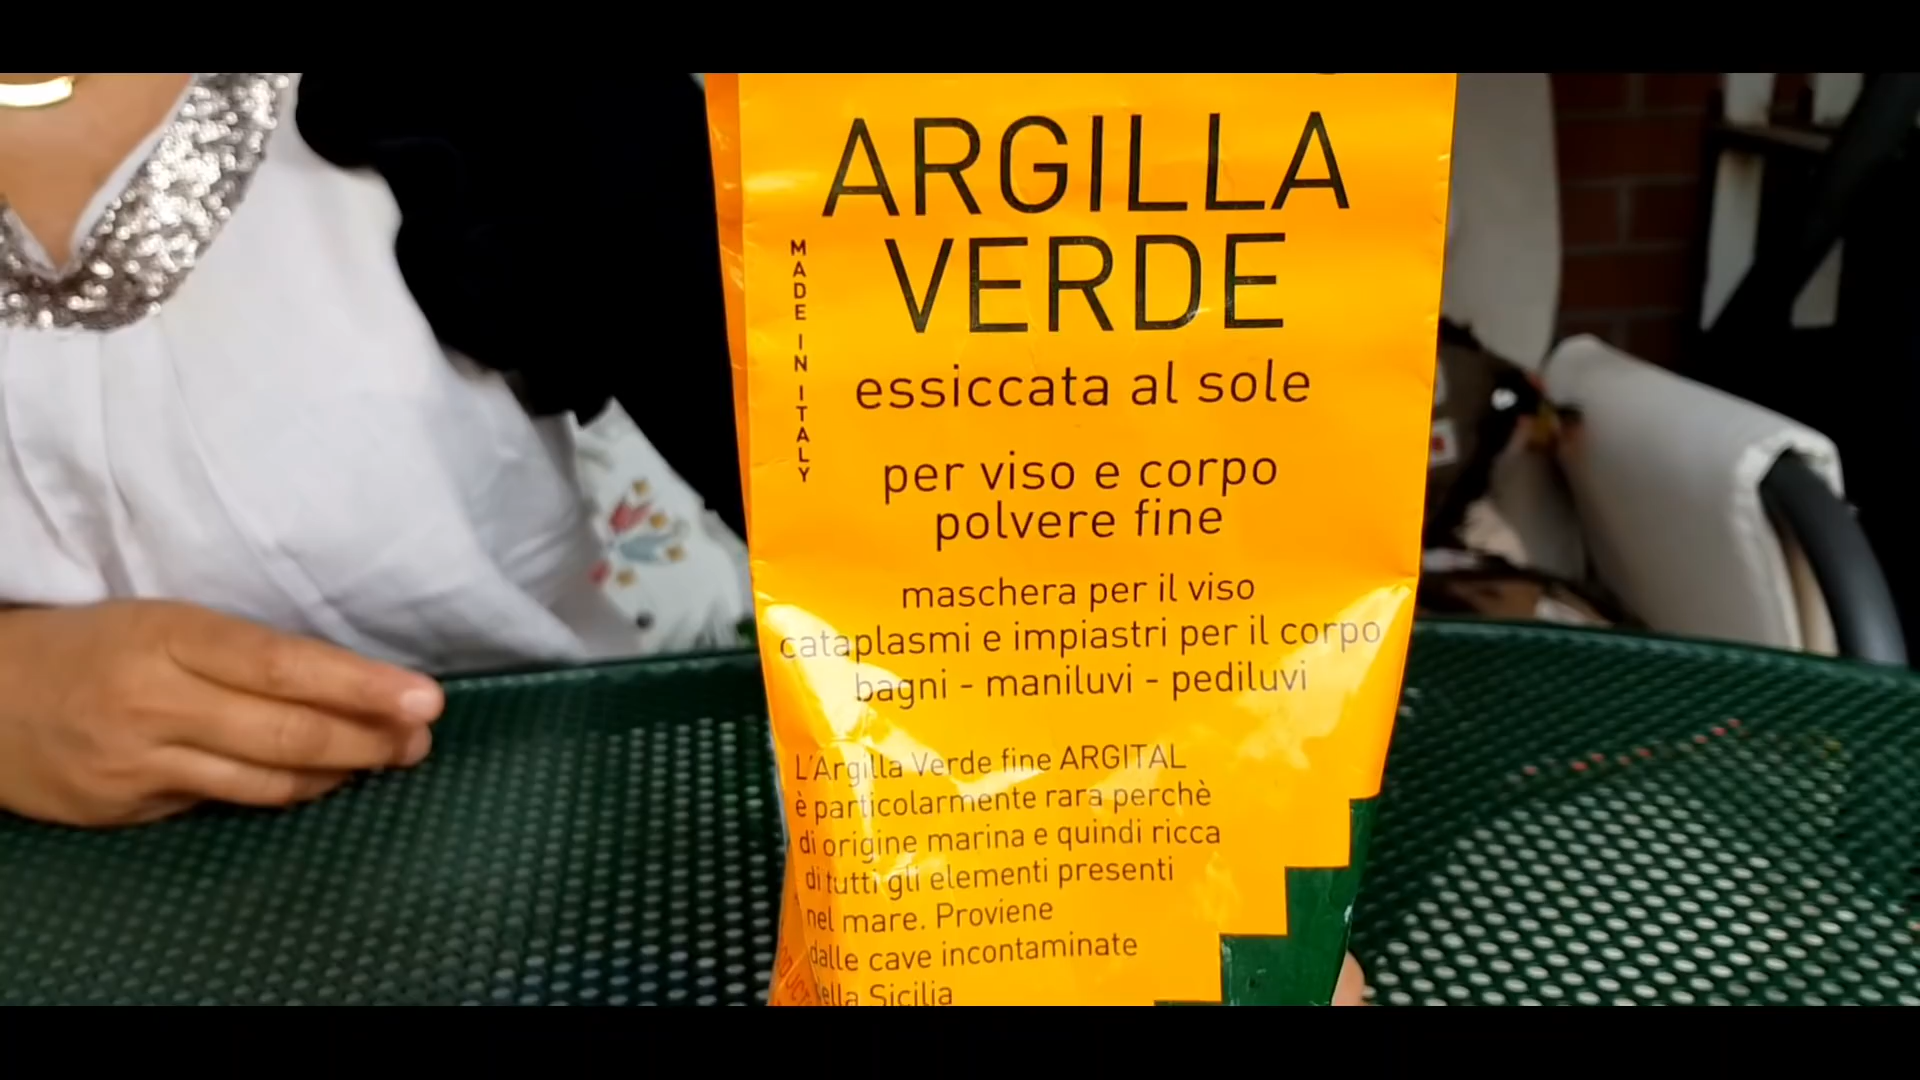 ARGILLA
VERDE
MADE IN ITALY
essiccata al sole
per viso e corpo
polvere fine
maschera per il viso
cataplasmi e impiastri per il corpo
bagni - maniluvi - pediluvi
L'Argilla Verde fine ARGITAL
è particolarmente rara perchè
di origine marina e quindi ricca
di tutti gli elementi presenti
nel mare. Proviene
dalle cave incontaminate
della Sicilia